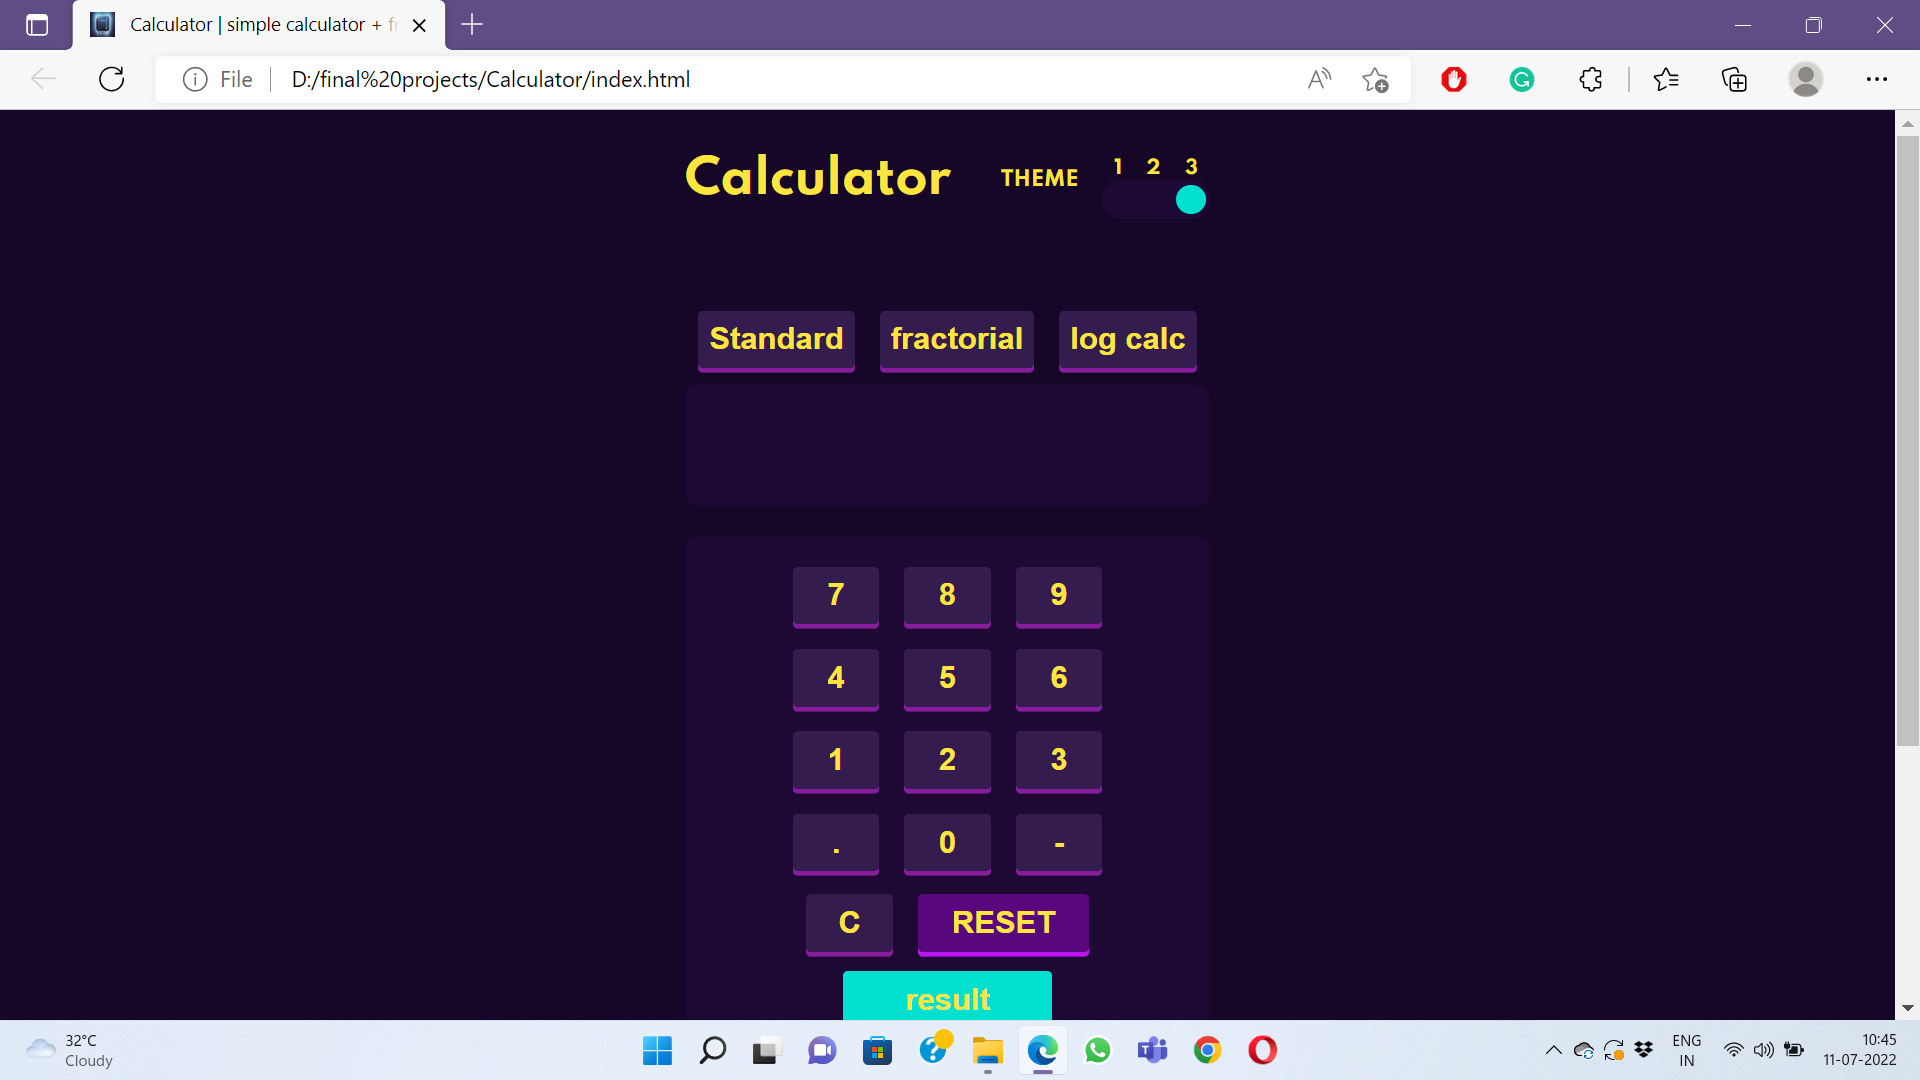 Calculator | simple calculator + fr
File
D:/final%20projects/Calculator/index.html
Calculator
THEME
1 2 3
Standard
fractorial
log calc
7 8 9
4 5 6
1 2 3
. 0 -
C RESET
result
32°C
Cloudy
ENG
IN
10:45
11-07-2022